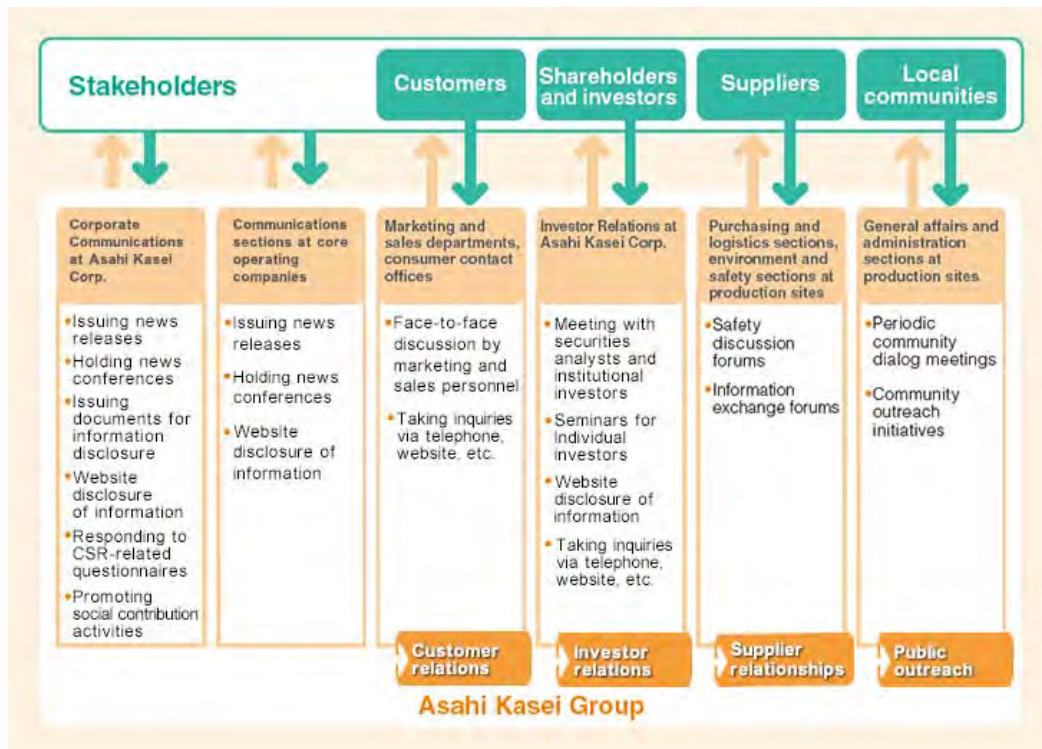 Stakeholders
Customers
Shareholders
and investors
Suppliers
Local
communities
Corporate
Communications
at Asahi Kasei
Corp.
•Issuing news
releases
•Holding news
conferences
•Issuing
documents for
information
disclosure
•Website
disclosure
of information
•Responding to
CSR-related
questionnaires
•Promoting
social contribution
activities
Communications
sections at core
operating
companies
•Issuing news
releases
•Holding news
conferences
•Website
disclosure of
information
Marketing and
sales departments,
consumer contact
offices
•Face-to-face
discussion by
marketing and
sales personnel
•Taking inquiries
via telephone,
website, etc.
Customer
relations
Investor Relations at
Asahi Kasei Corp.
•Meeting with
securities
analysts and
institutional
investors
•Seminars for
Individual
investors
•Website
disclosure of
information
•Taking inquiries
via telephone,
website, etc.
Investor
relations
Purchasing and
logistics sections,
environment and
safety sections at
production sites
•Safety
discussion
forums
•Information
exchange forums
Supplier
relationships
General affairs and
administration
sections at
production sites
•Periodic
community
dialog meetings
•Community
outreach
initiatives
Public
outreach
Asahi Kasei Group